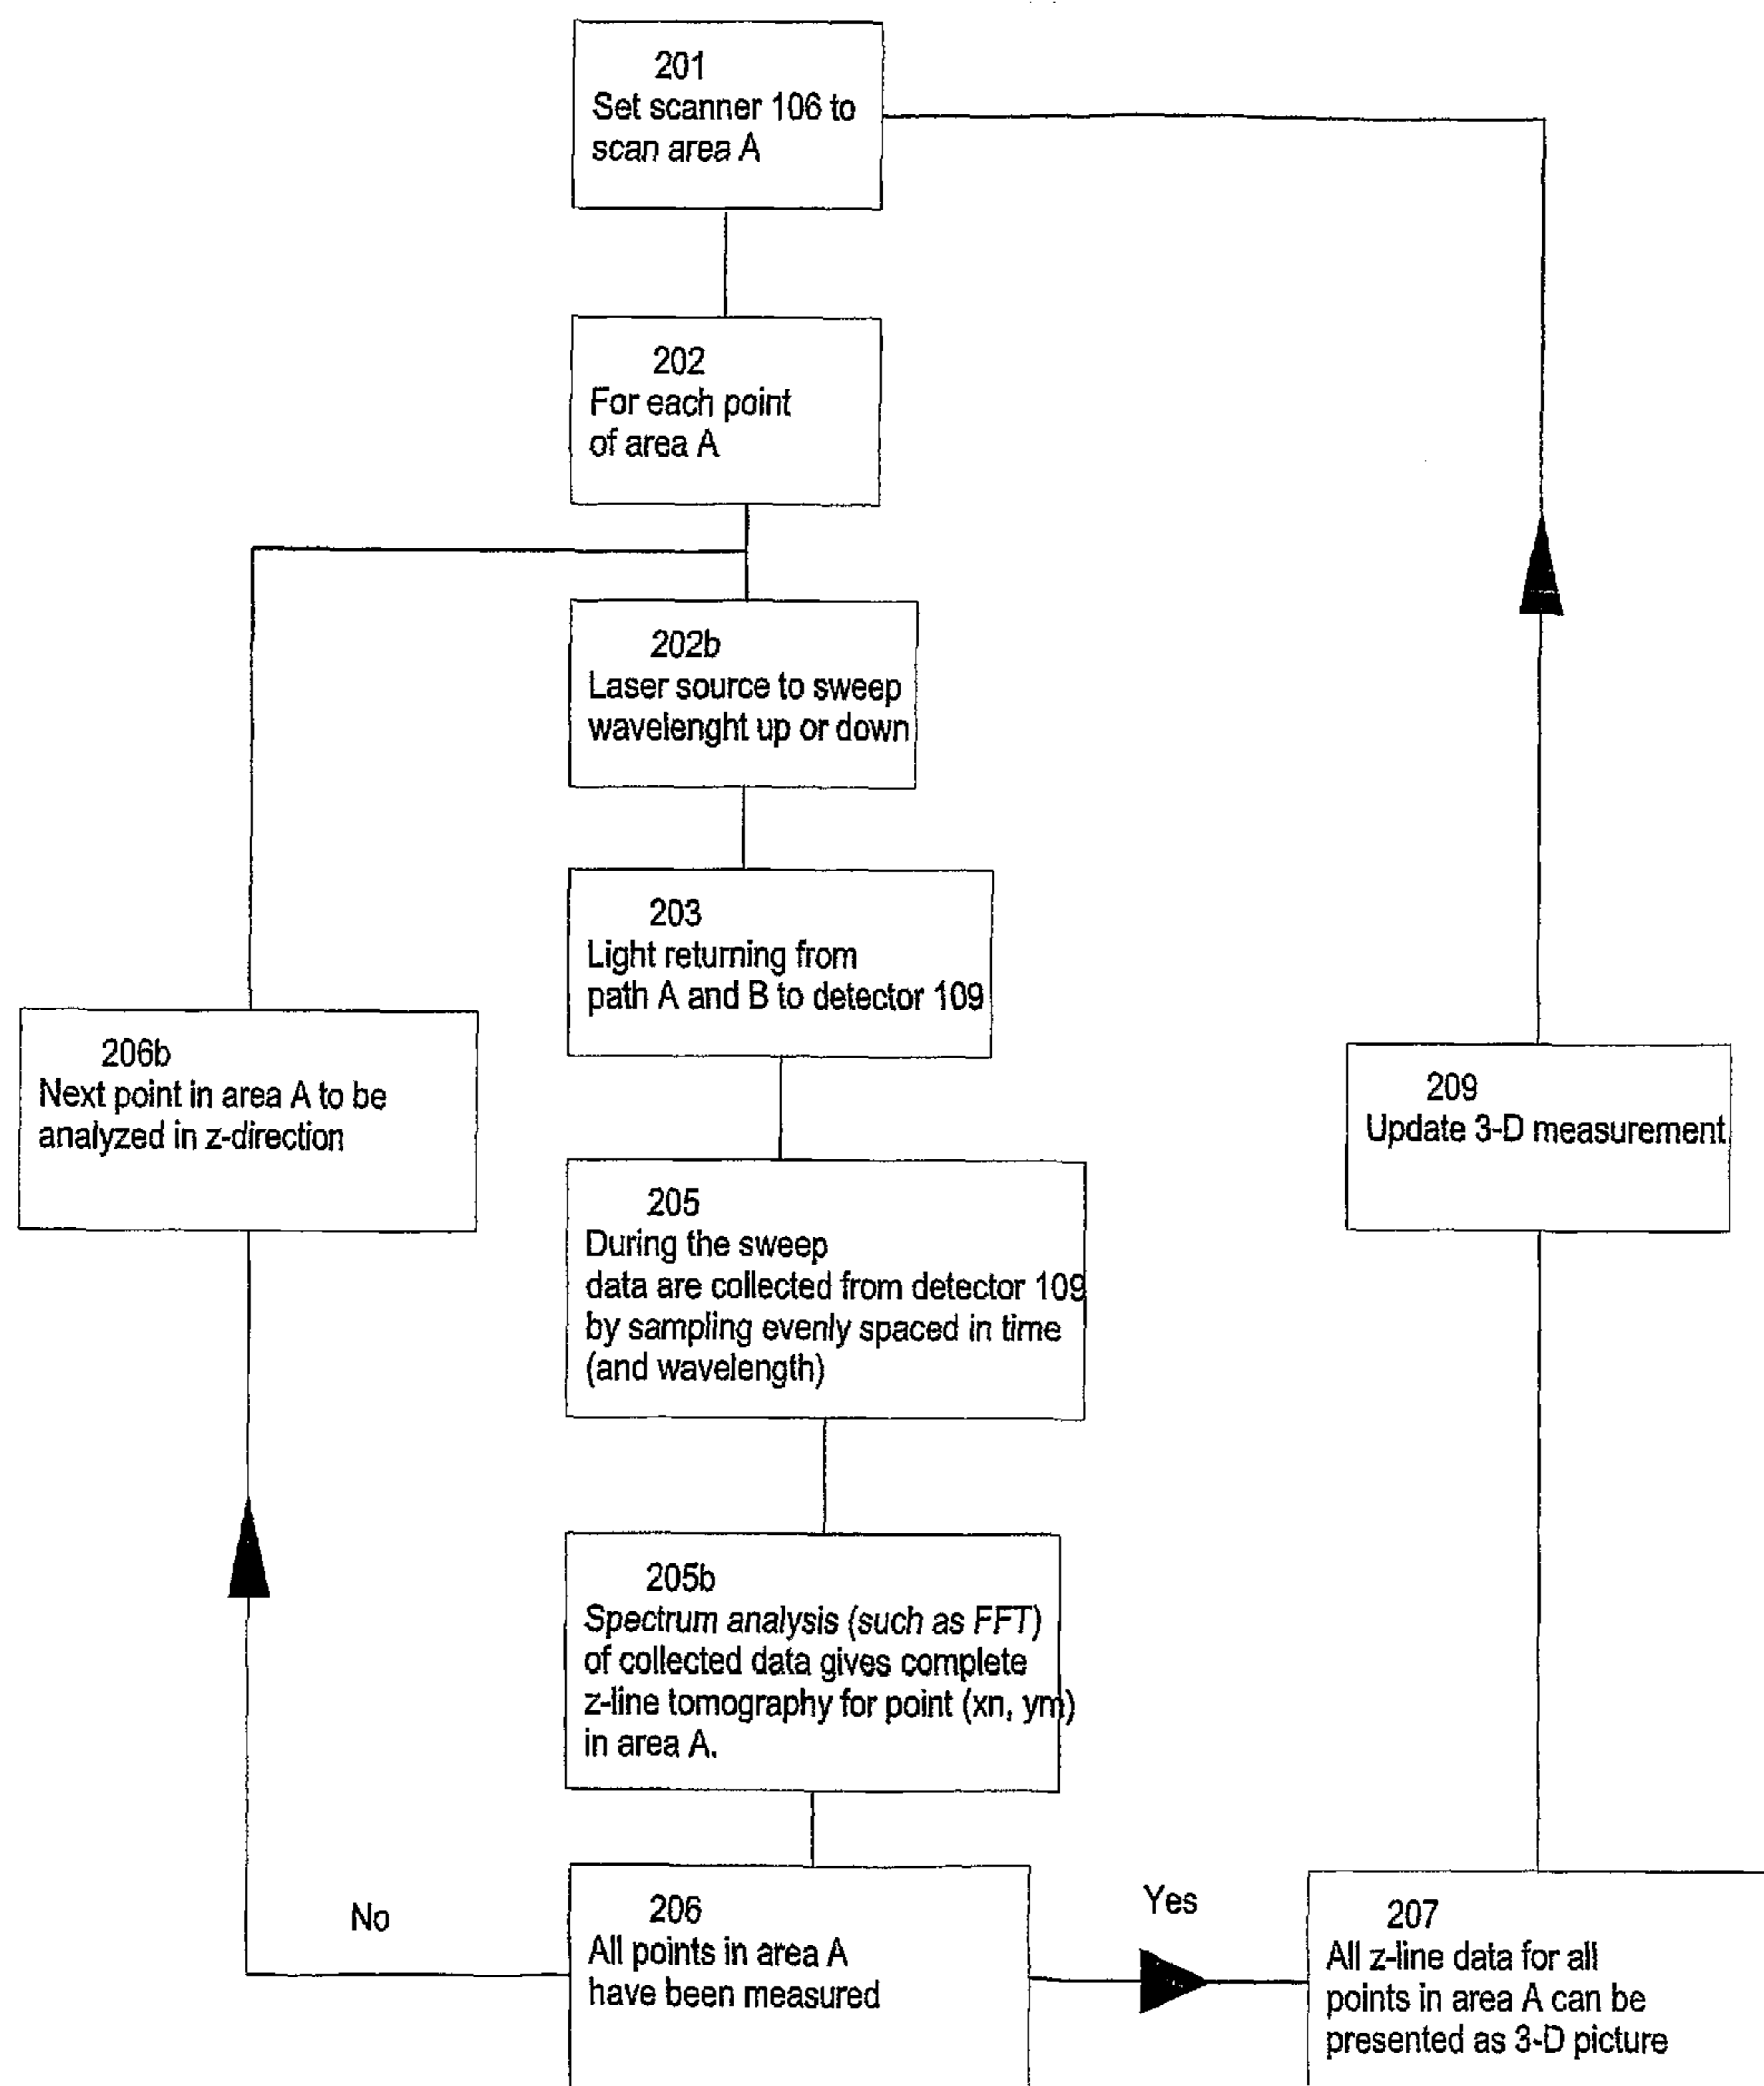 201
Set scanner 106 to
scan area A
202
For each point
of area A
202b
Laser source to sweep
wavelenght up or down
203
Light returning from
path A and B to detector 109
206b
Next point in area A to be
analyzed in z-direction
209
Update 3-D measurement
205
During the sweep
data are collected from detector 109
by sampling evenly spaced in time
(and wavelength)
205b
Spectrum analysis (such as FFT)
of collected data gives complete
z-line tomography for point (xn, ym)
in area A.
No
206
All points in area A
have been measured
Yes
207
All z-line data for all
points in area A can be
presented as 3-D picture